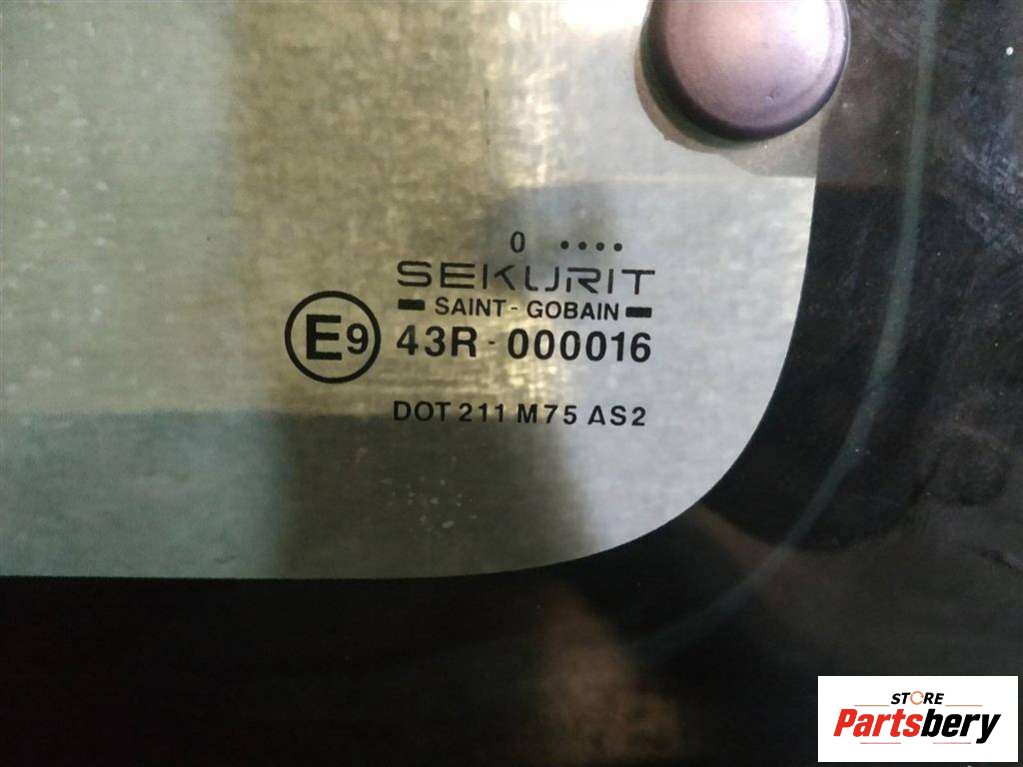 0 ••••
SEKURIT
SAINT-GOBAIN
E9 43R-000016
DOT 211 M75 AS2
STORE
Partsbery